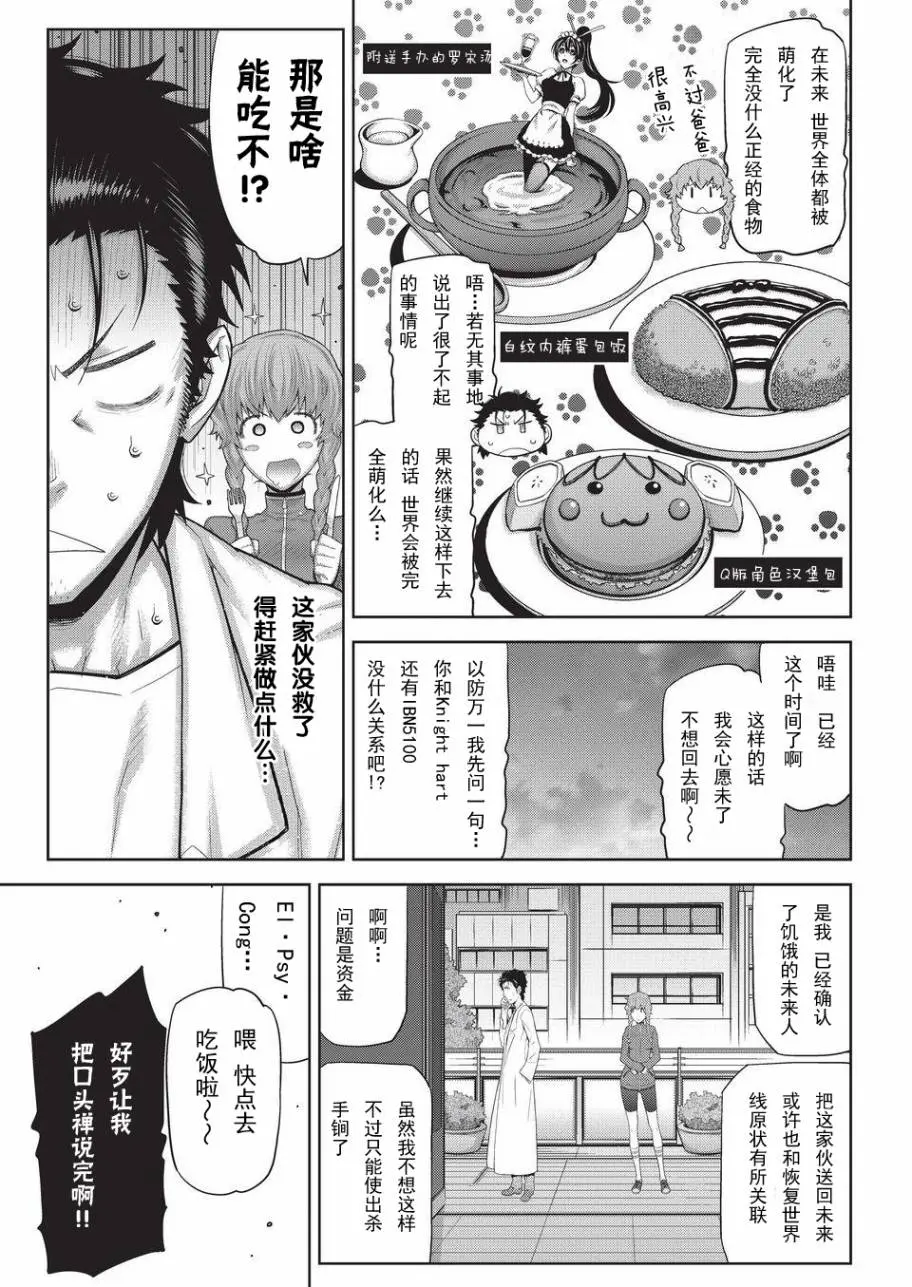 在未来 世界全体都被
萌化了
完全没什么正经的食物
附送手办的罗宋汤
不过爸爸
很高兴
白纹内裤蛋包饭
Q版角色汉堡包
唔…若无其事地
说出了很了不起
的事情呢
果然继续这样下去
的话 世界会被完
全萌化么…
那是啥
能吃不!?
这家伙没救了
得赶紧做点什么…
唔哇 已经
这个时间了啊
这样的话
我会心愿未了
不想回去啊～～
以防万一我先问一句…
你和Knight hart
还有IBN5100
没什么关系吧!?
是我 已经确认
了饥饿的未来人
把这家伙送回未来
或许也和恢复世界
线原状有所关联
啊啊…
问题是资金
虽然我不想这样
不过只能使出杀
手锏了
El・Psy・
Cong…
喂 快点去
吃饭啦～～
好歹让我
把口头禅说完啊!!